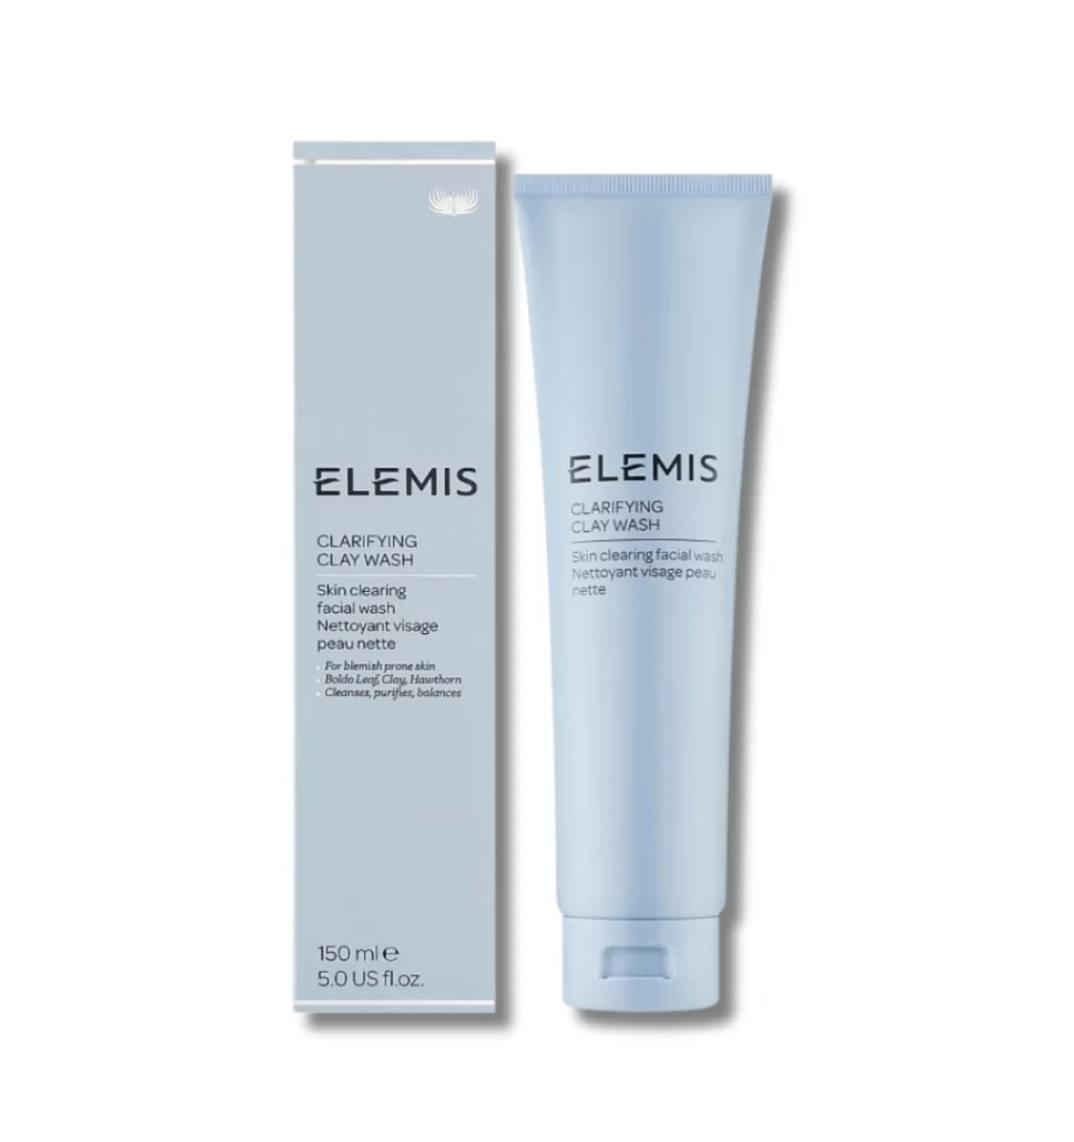 ELEMIS
CLARIFYING
CLAY WASH
Skin clearing
facial wash
Nettoyant visage
peau nette
For blemish prone skin
Boldo Leaf, Clay, Hawthorn
Cleanses, purifies, balances
150 ml e
5.0 US fl.oz.
ELEMIS
CLARIFYING
CLAY WASH
Skin clearing facial wash
Nettoyant visage peau
nette